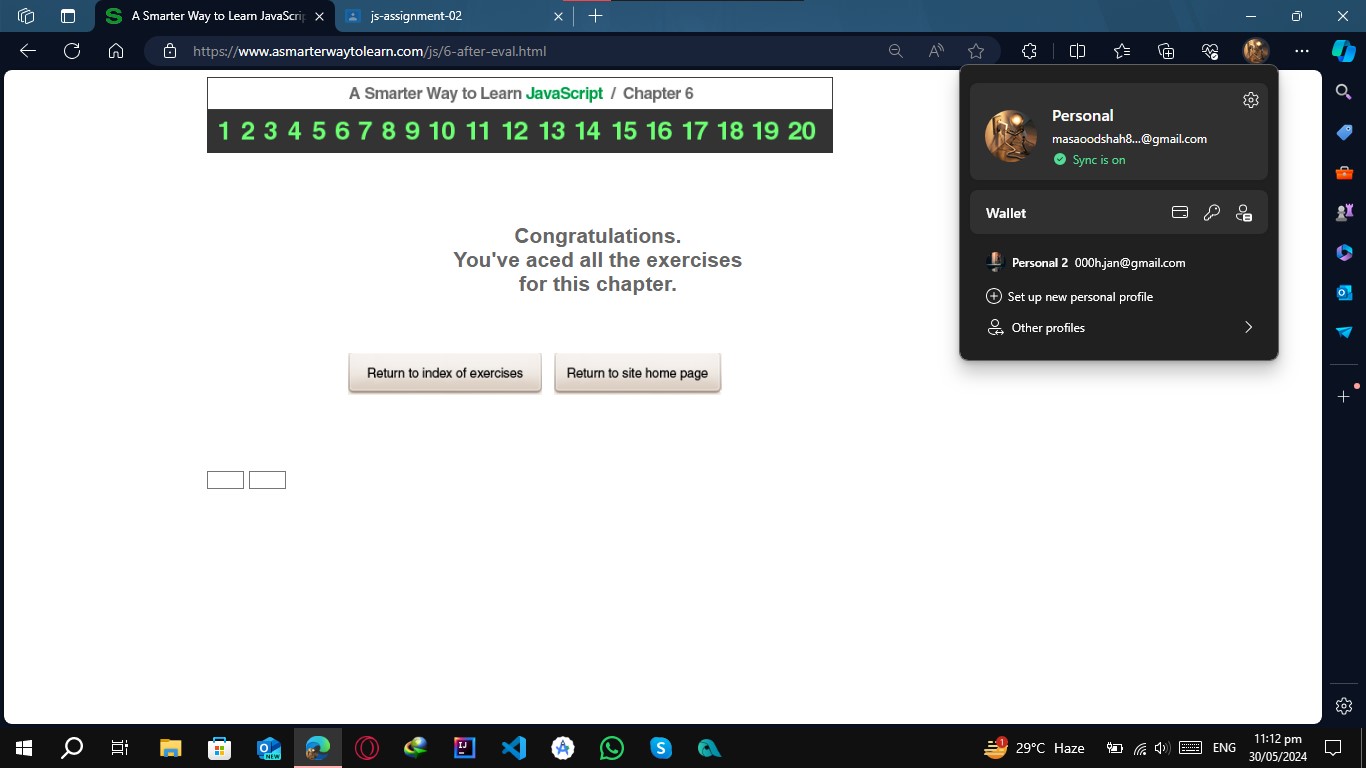 A Smarter Way to Learn JavaScrip
js-assignment-02
https://www.asmarterwaytolearn.com/js/6-after-eval.html
A Smarter Way to Learn JavaScript / Chapter 6
1 2 3 4 5 6 7 8 9 10 11 12 13 14 15 16 17 18 19 20
Congratulations.
You've aced all the exercises
for this chapter.
Return to index of exercises
Return to site home page
Personal
masaoodshah8...@gmail.com
Sync is on
Wallet
Personal 2 000h.jan@gmail.com
Set up new personal profile
Other profiles
NEW
IJ
S
1
29°C Haze
ENG
11:12 pm
30/05/2024